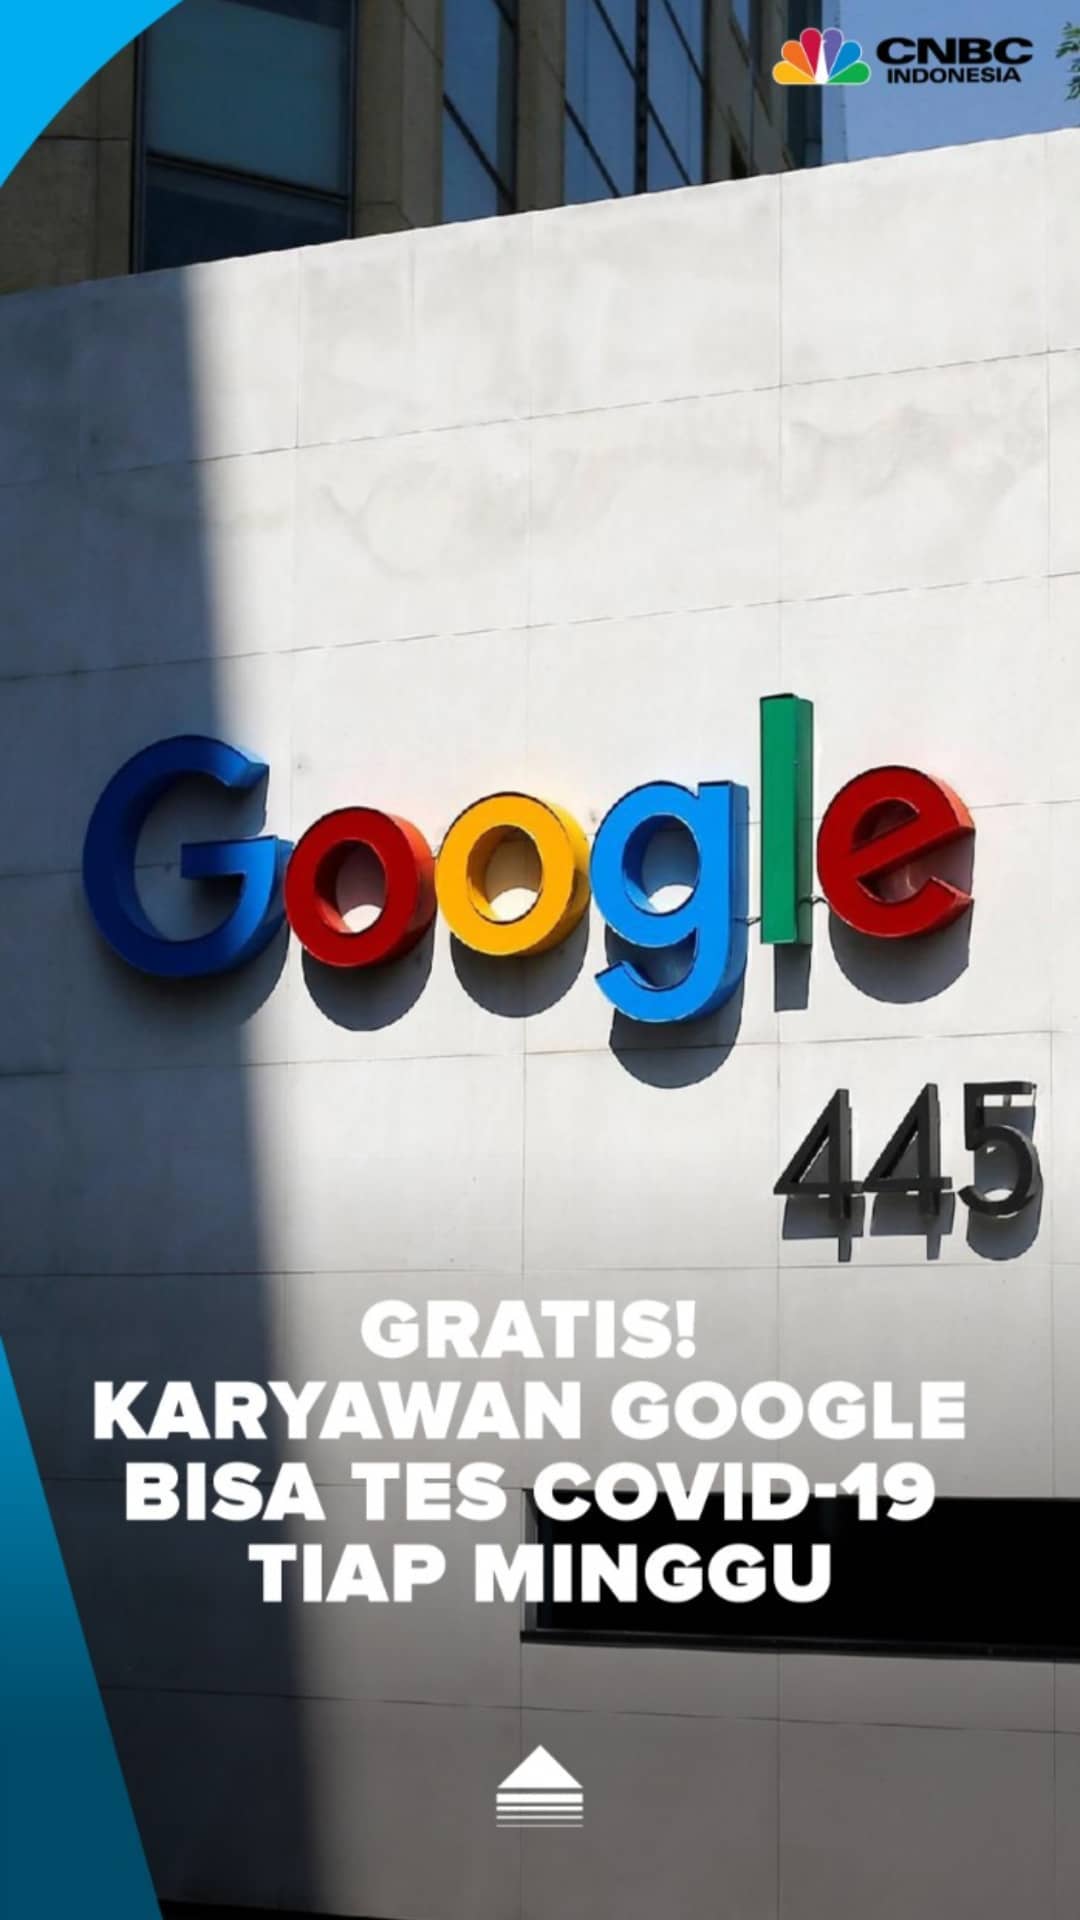 CNBC
INDONESIA
Google
445
GRATIS!
KARYAWAN GOOGLE
BISA TES COVID-19
TIAP MINGGU